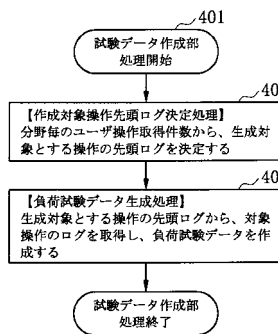 401
試験データ作成部
処理開始
40
【作成対象操作先頭ログ決定処理】
分野毎のユーザ操作取得件数から、生成対
象とする操作の先頭ログを決定する
40
【負荷試験データ生成処理】
生成対象とする操作の先頭ログから、対象
操作のログを取得し、負荷試験データを作
成する
試験データ作成部
処理終了